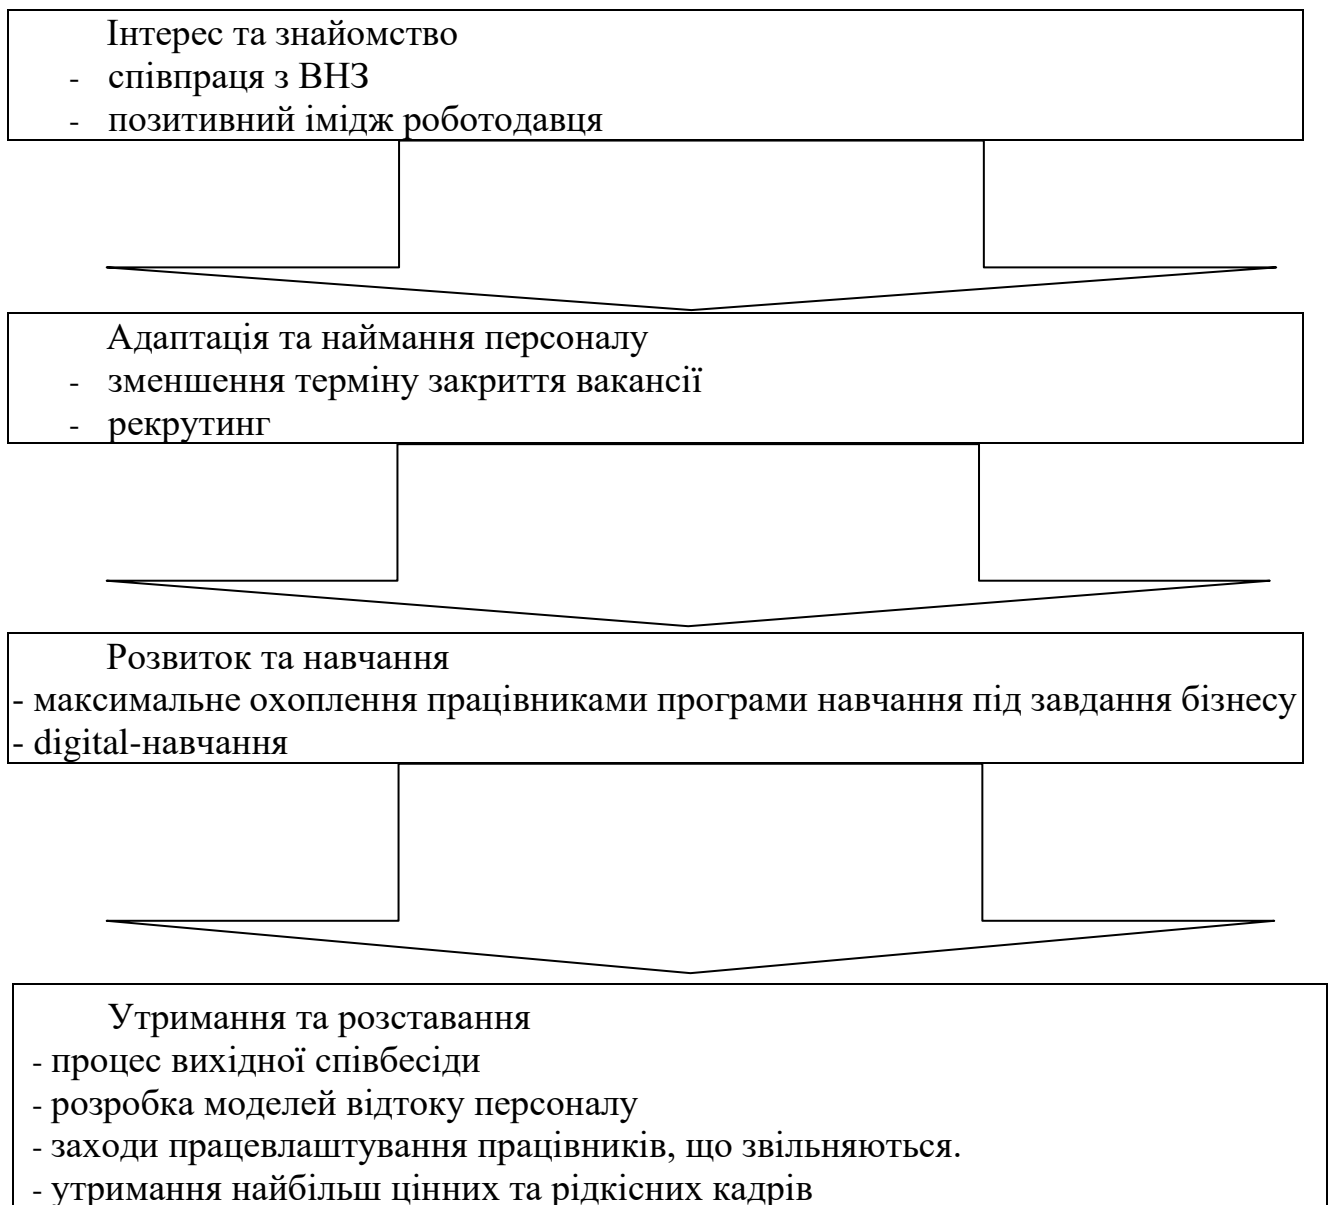 Інтерес та знайомство
- співпраця з ВНЗ
- позитивний імідж роботодавця
Адаптація та наймання персоналу
- зменшення терміну закриття вакансії
- рекрутинг
Розвиток та навчання
- максимальне охоплення працівниками програми навчання під завдання бізнесу
- digital-навчання
Утримання та розставання
- процес вихідної співбесіди
- розробка моделей відтоку персоналу
- заходи працевлаштування працівників, що звільняються.
- утримання найбільш цінних та рідкісних кадрів